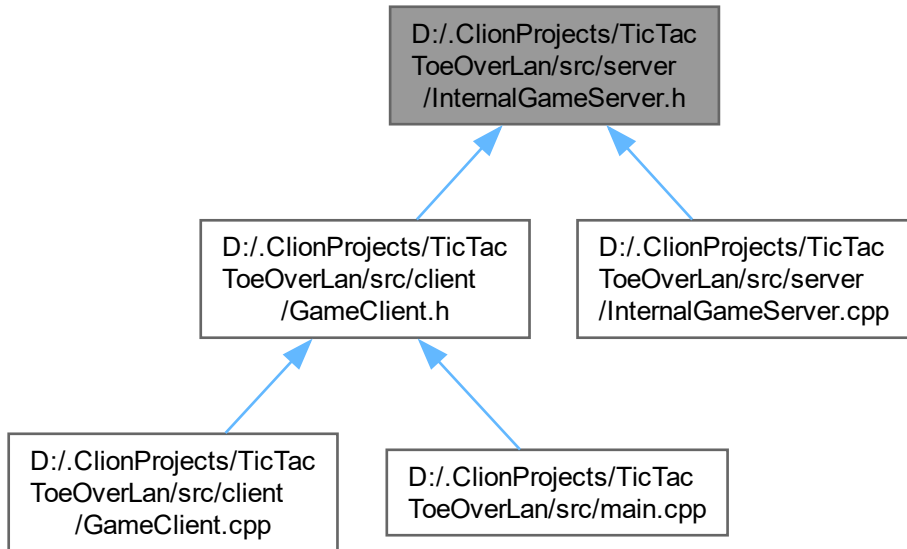 D:/.ClionProjects/TicTac
ToeOverLan/src/server
/InternalGameServer.h
D:/.ClionProjects/TicTac
ToeOverLan/src/client
/GameClient.h
D:/.ClionProjects/TicTac
ToeOverLan/src/server
/InternalGameServer.cpp
D:/.ClionProjects/TicTac
ToeOverLan/src/client
/GameClient.cpp
D:/.ClionProjects/TicTac
ToeOverLan/src/main.cpp